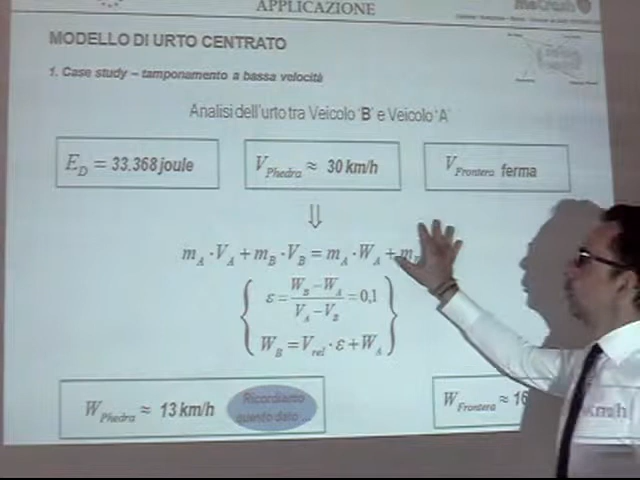 APPLICAZIONE
MODELLO DI URTO CENTRATO
1. Case study – tamponamento a bassa velocità
Analisi dell'urto tra Veicolo 'B' e Veicolo 'A'
E_D = 33.368 joule
V_Phedra ≈ 30 km/h
V_Frontera ferma
⇓
m_A · V_A + m_B · V_B = m_A · W_A + m_B
ε = (W_B − W_A) / (V_A − V_B) = 0,1
W_B = V_rel · ε + W_A
W_Phedra ≈ 13 km/h
Ricordiamo
questo dato ...
W_Frontera ≈ 16 km/h